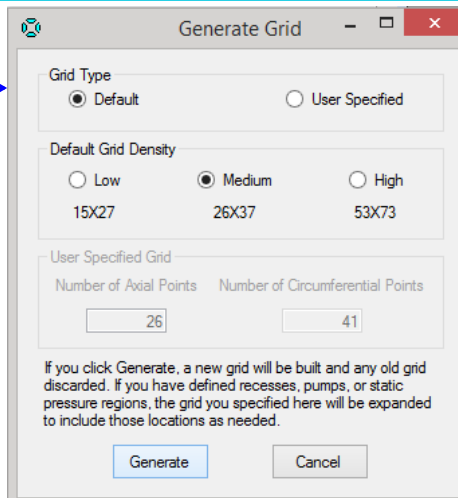 Generate Grid
Grid Type
Default User Specified
Default Grid Density
Low Medium High
15X27 26X37 53X73
User Specified Grid
Number of Axial Points Number of Circumferential Points
26 41
If you click Generate, a new grid will be built and any old grid
discarded. If you have defined recesses, pumps, or static
pressure regions, the grid you specified here will be expanded
to include those locations as needed.
Generate Cancel